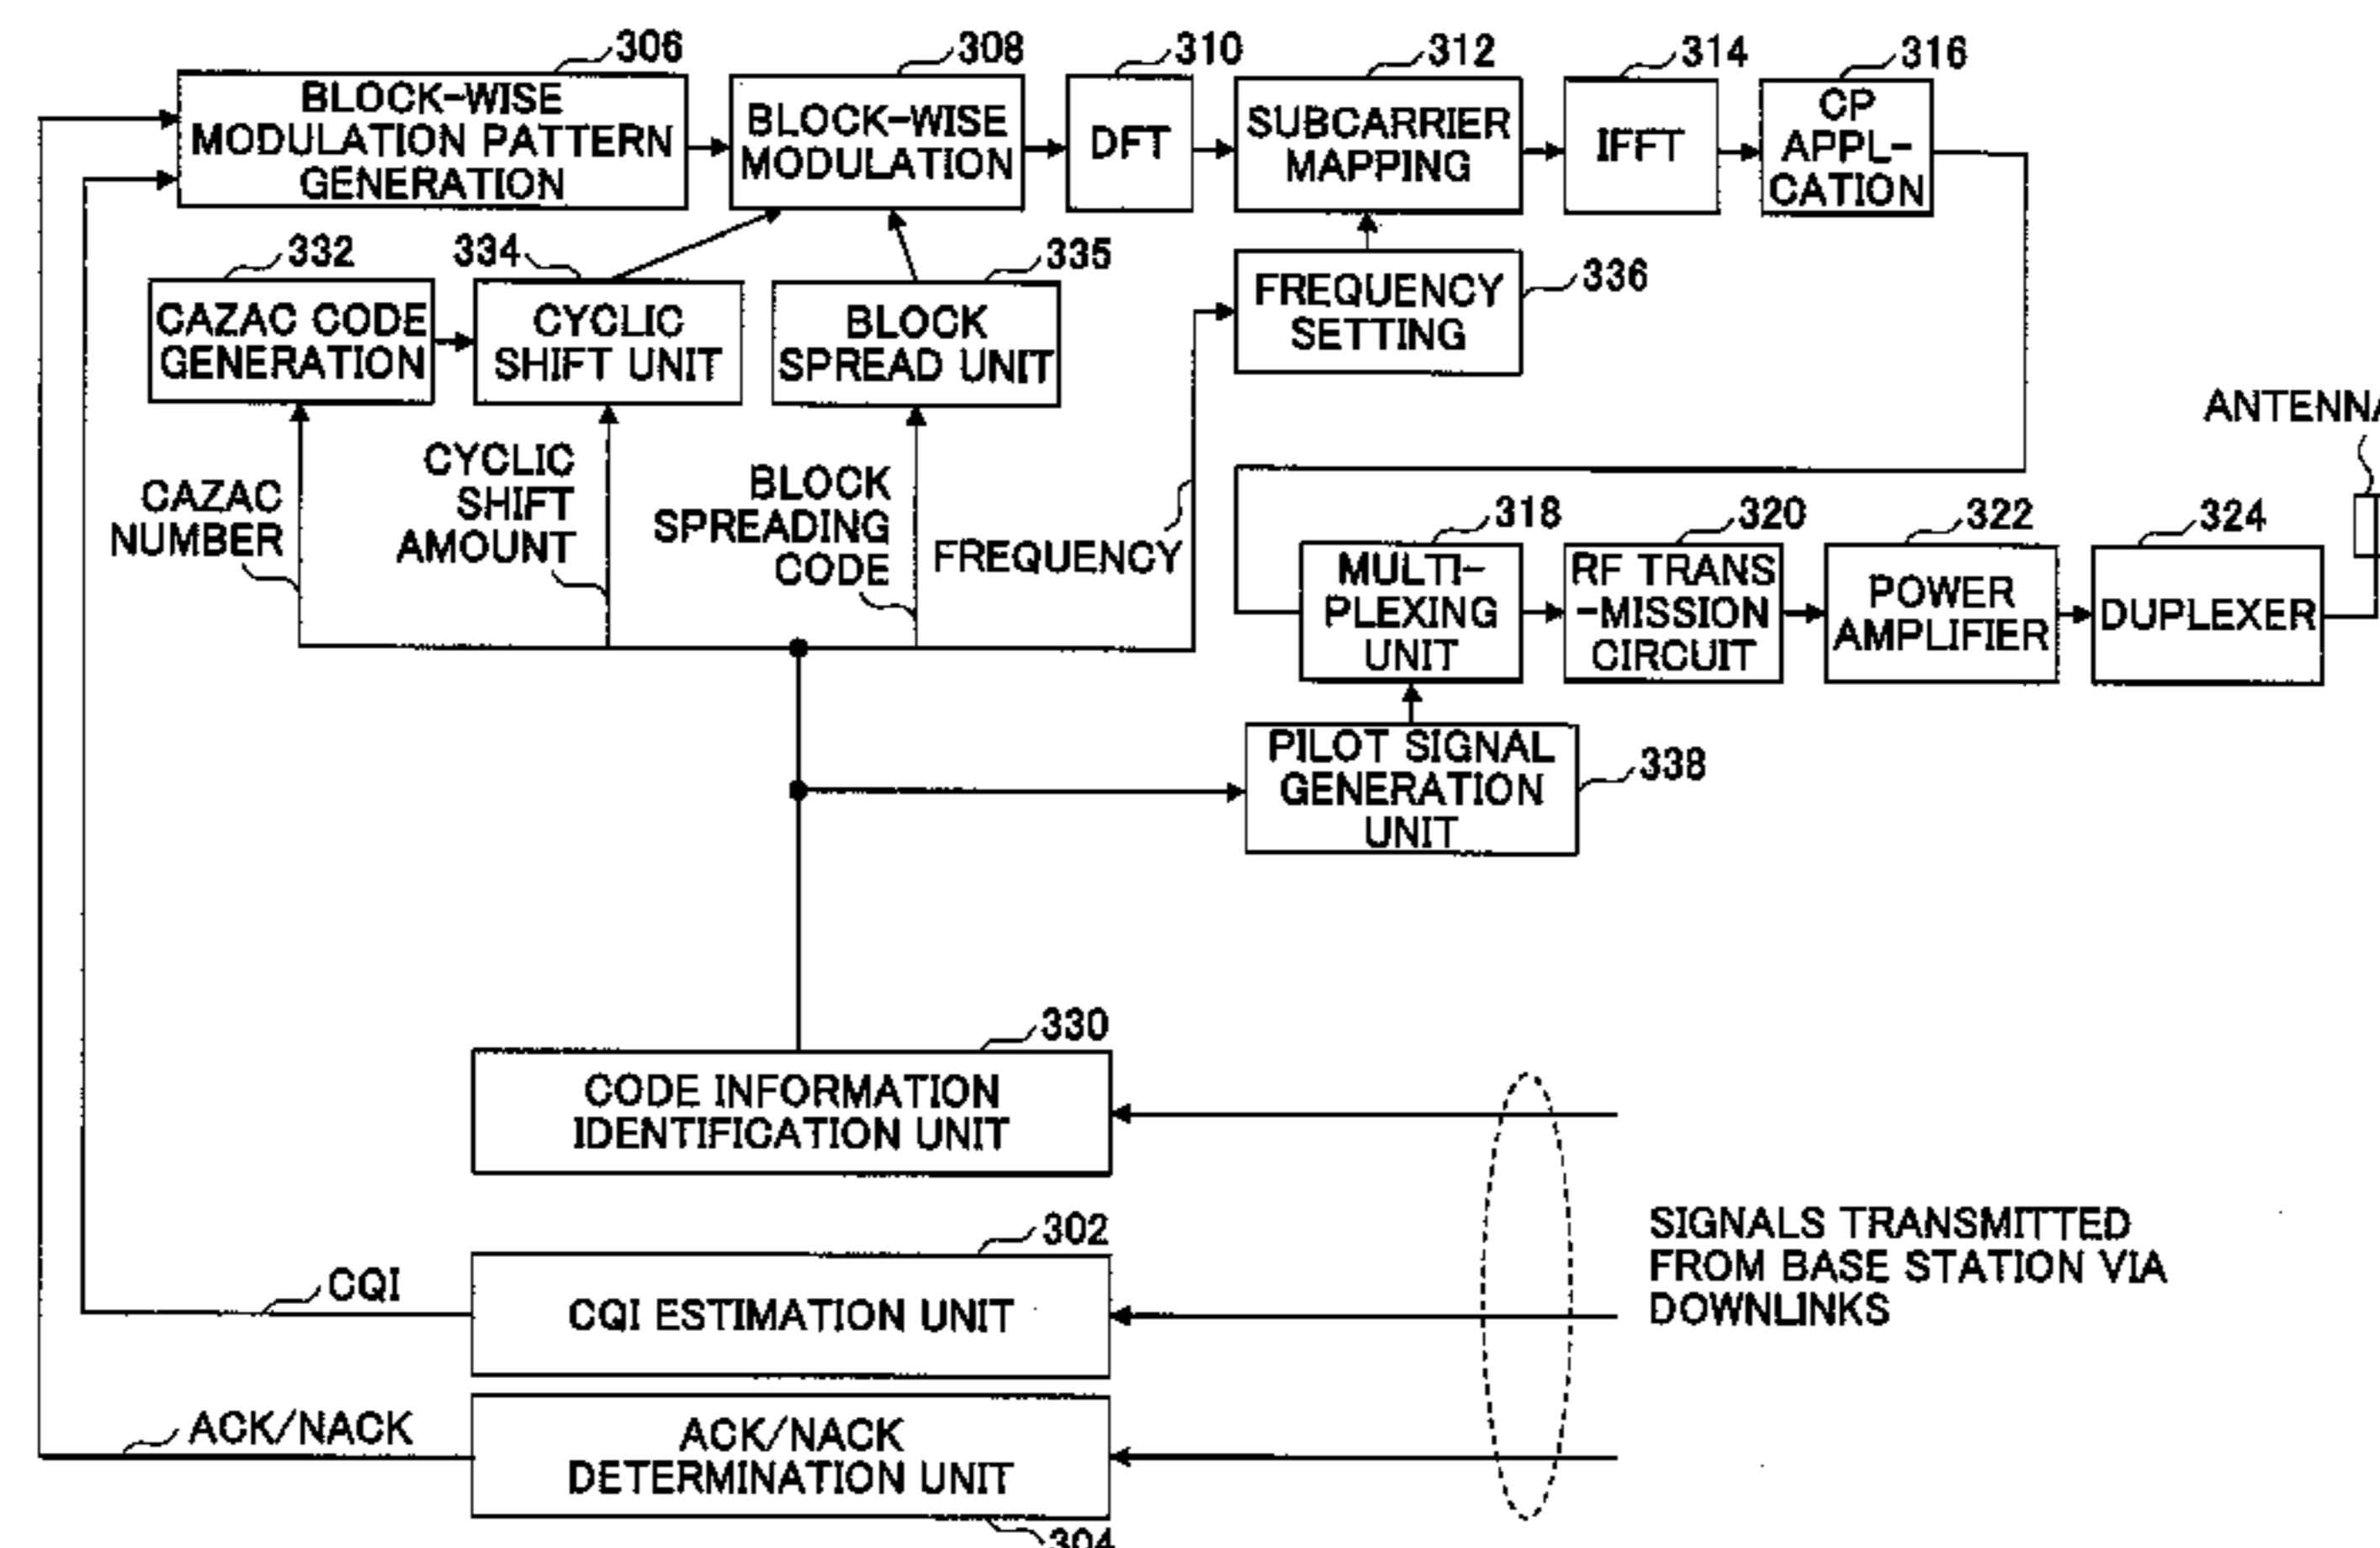 306
308
310
312
314
316
BLOCK-WISE
MODULATION PATTERN
GENERATION
BLOCK-WISE
MODULATION
DFT
SUBCARRIER
MAPPING
IFFT
CP
APPL-
CATION
332
334
335
336
CAZAC CODE
GENERATION
CYCLIC
SHIFT UNIT
BLOCK
SPREAD UNIT
FREQUENCY
SETTING
CAZAC
NUMBER
CYCLIC
SHIFT
AMOUNT
BLOCK
SPREADING
CODE
FREQUENCY
ANTENNA
318
320
322
324
MULTI-
PLEXING
UNIT
RF TRANS
-MISSION
CIRCUIT
POWER
AMPLIFIER
DUPLEXER
PILOT SIGNAL
GENERATION
UNIT
338
330
CODE INFORMATION
IDENTIFICATION UNIT
302
CQI
CQI ESTIMATION UNIT
SIGNALS TRANSMITTED
FROM BASE STATION VIA
DOWNLINKS
ACK/NACK
ACK/NACK
DETERMINATION UNIT
304